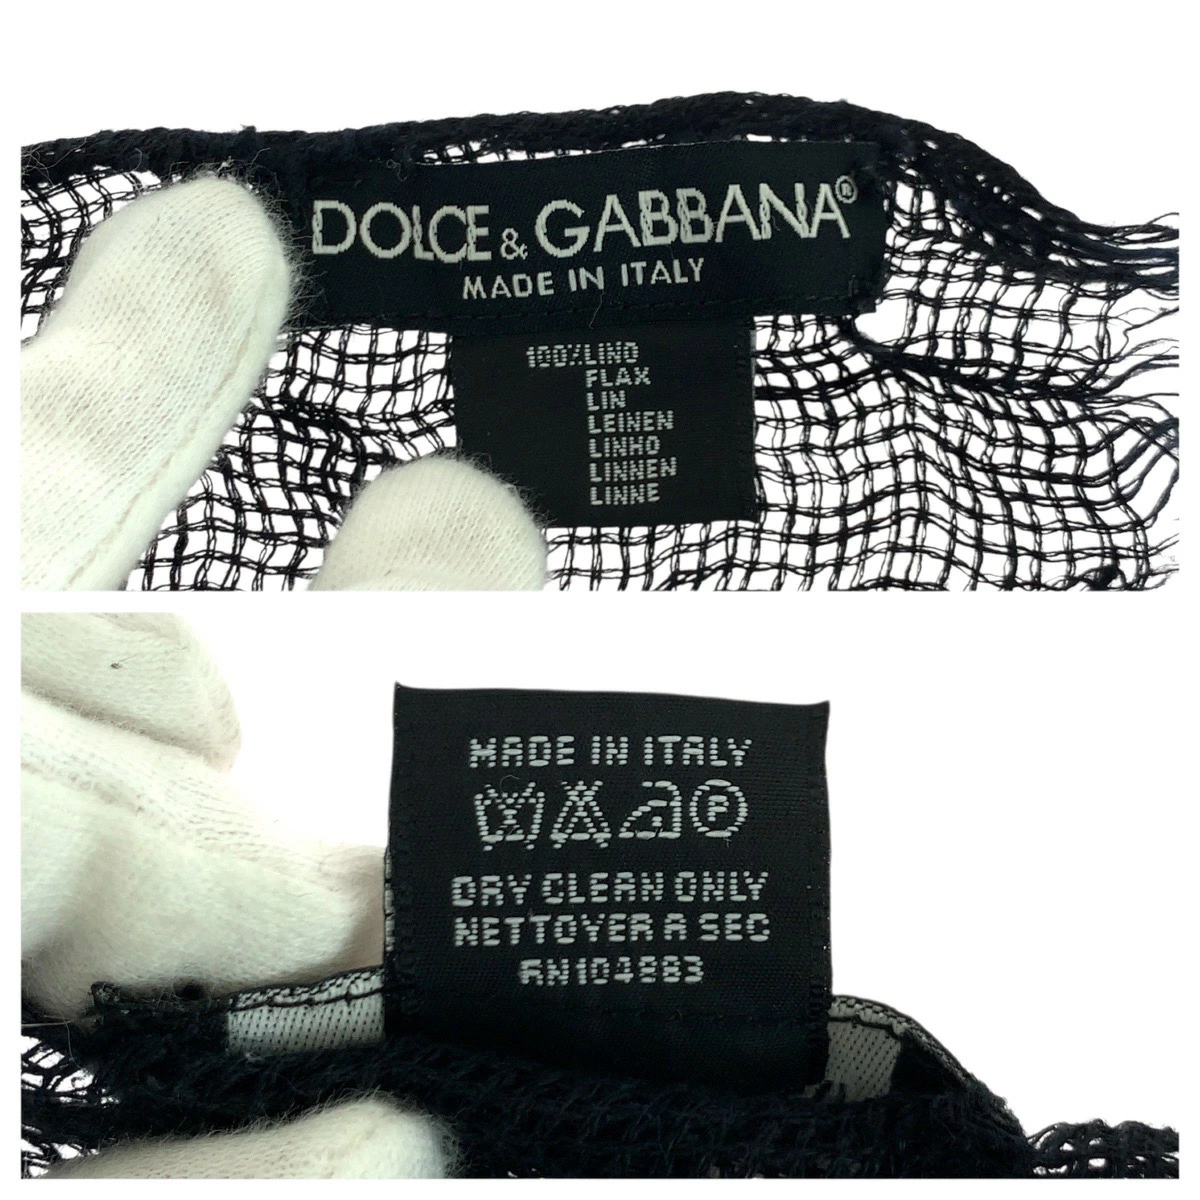 DOLCE & GABBANA®
MADE IN ITALY
100%LINO
FLAX
LIN
LEINEN
LINHO
LINNEN
LINNE
MADE IN ITALY
P
DRY CLEAN ONLY
NETTOYER A SEC
RN104883